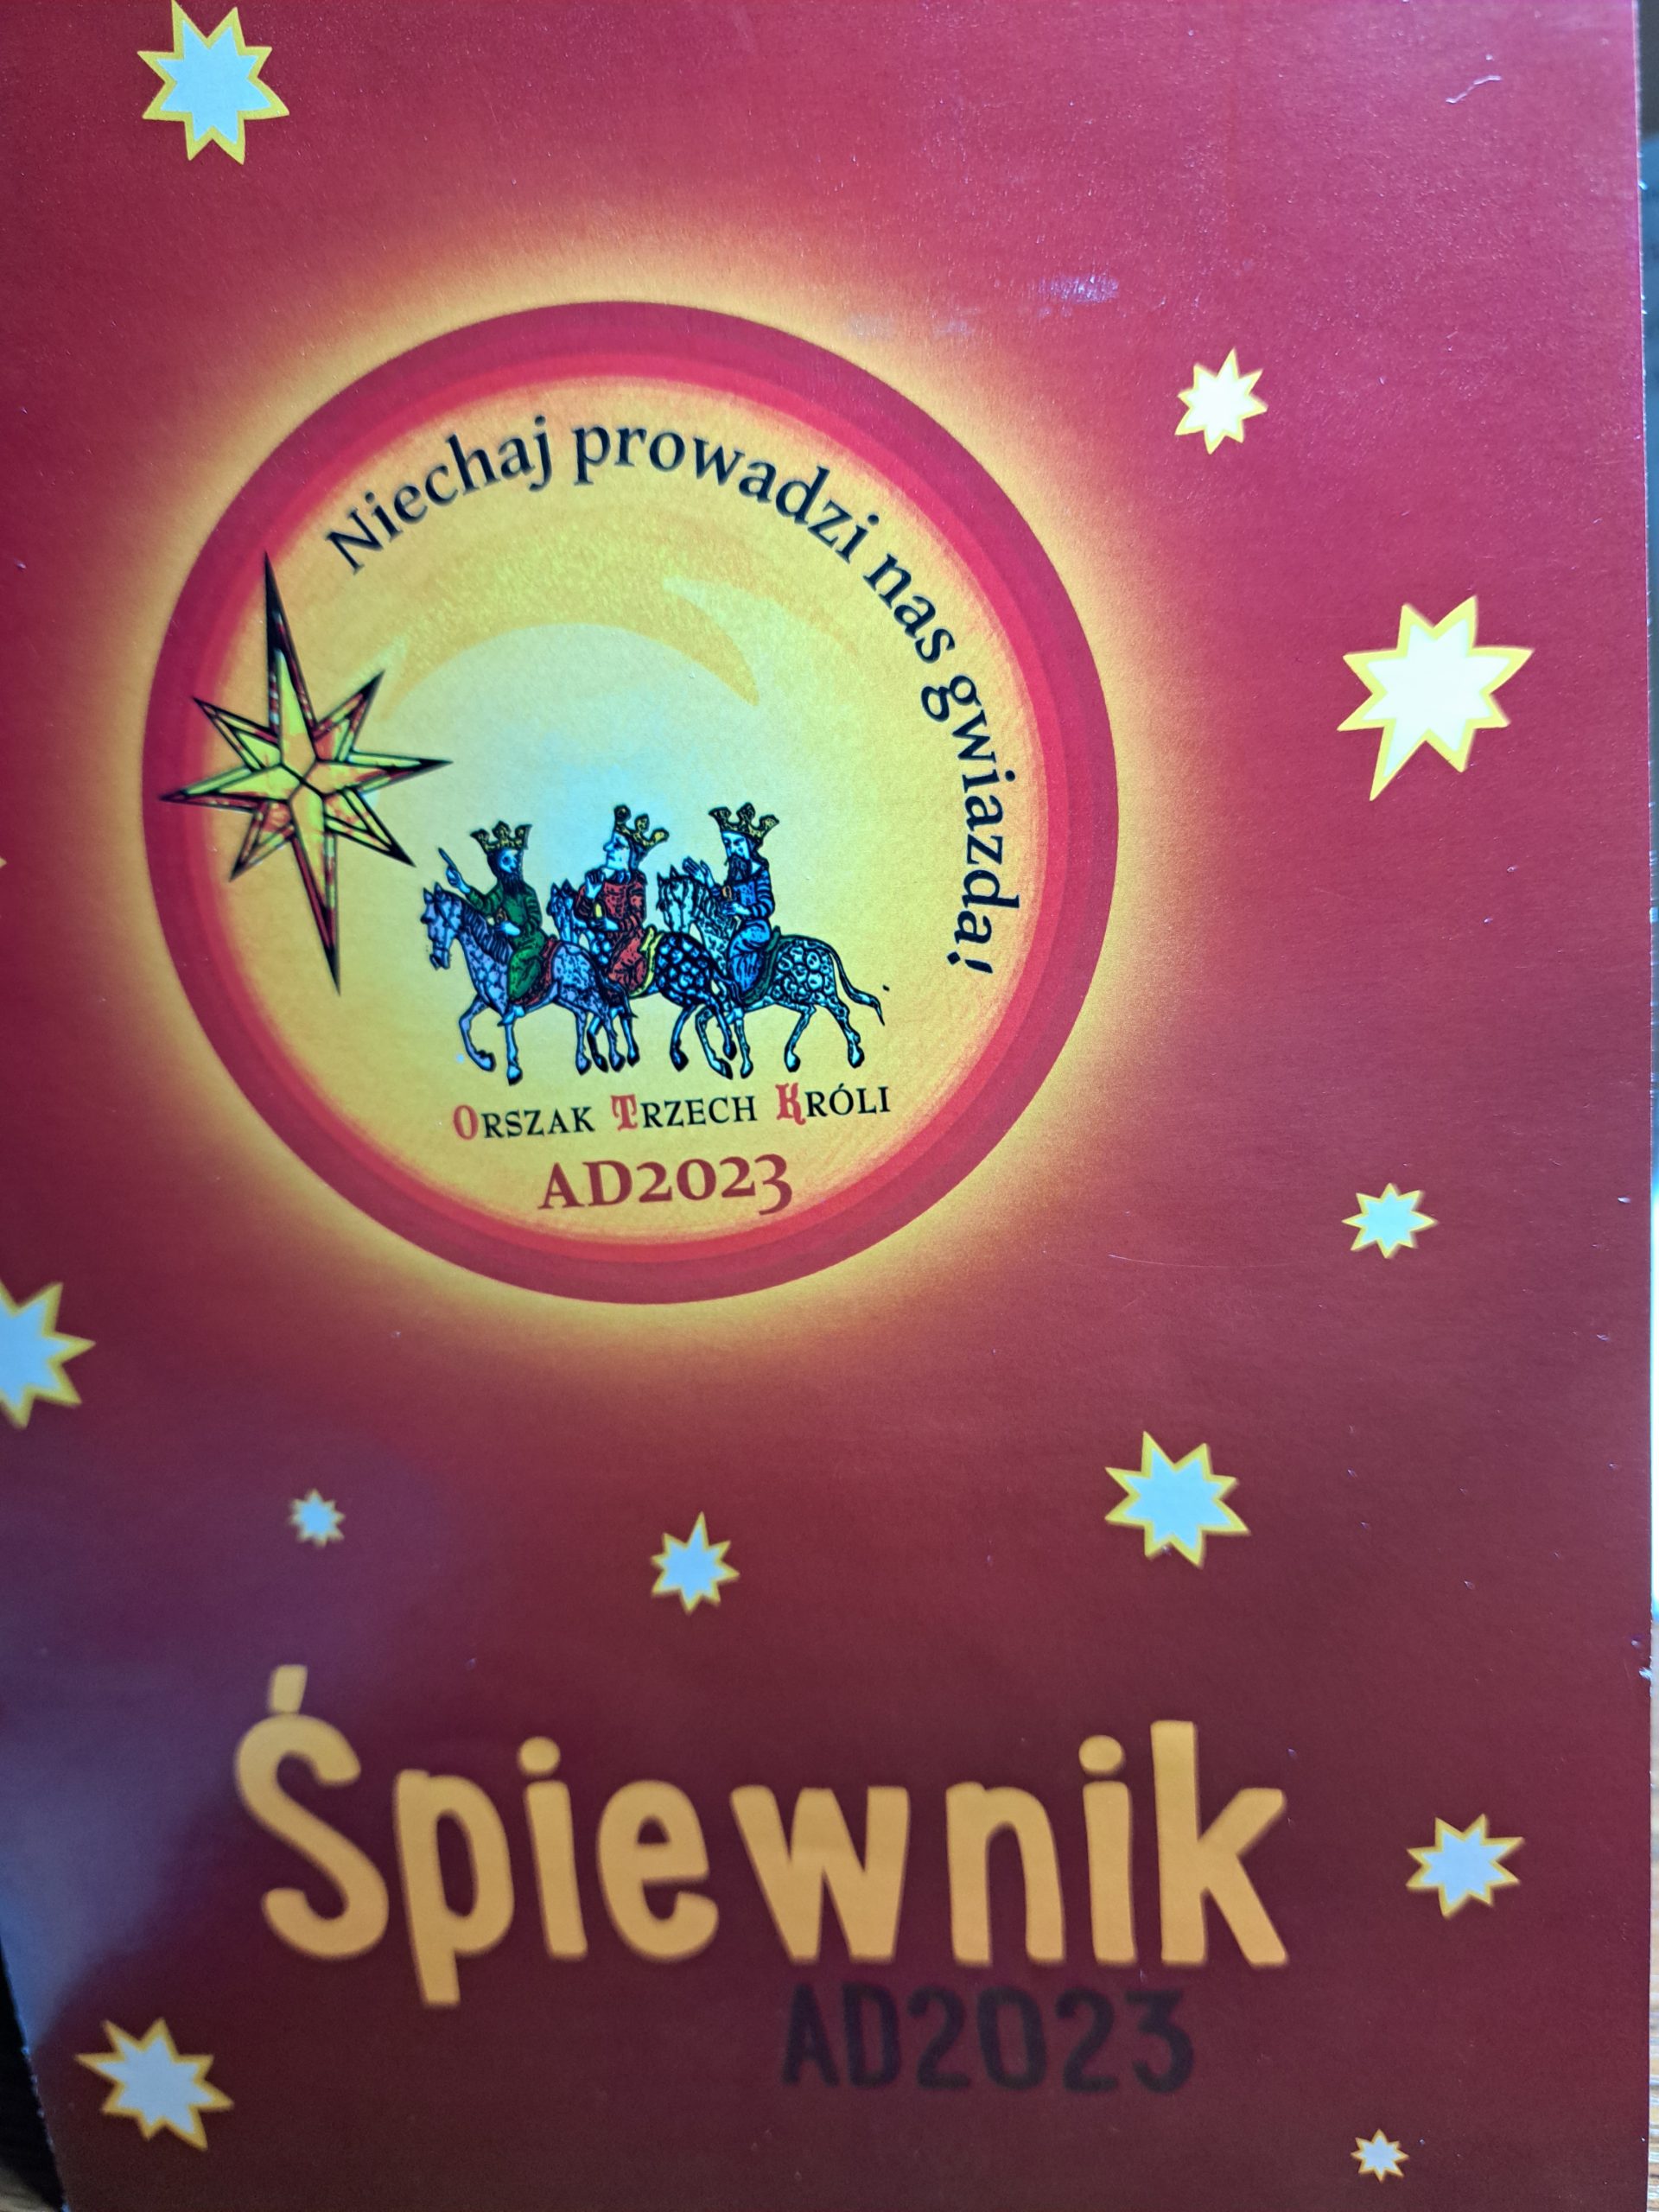 Niechaj prowadzi nas gwiazda!
ORSZAK TRZECH KRÓLI
AD2023
Śpiewnik
AD2023